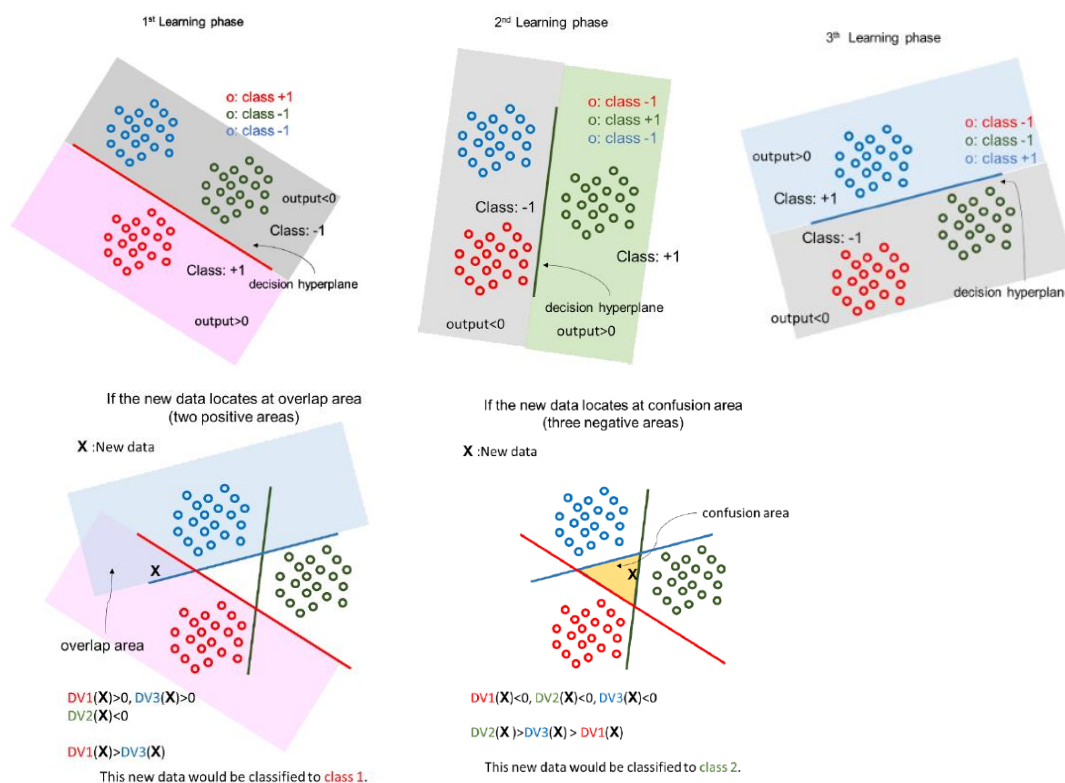 1st Learning phase
o: class +1
o: class -1
o: class -1
output<0
Class: -1
Class: +1
decision hyperplane
output>0
2nd Learning phase
o: class -1
o: class +1
o: class -1
Class: -1
Class: +1
decision hyperplane
output<0
output>0
3th Learning phase
o: class -1
o: class -1
o: class +1
output>0
Class: +1
Class: -1
decision hyperplane
output<0
If the new data locates at overlap area
(two positive areas)
X :New data
X
overlap area
DV1(X)>0, DV3(X)>0
DV2(X)<0
DV1(X)>DV3(X)
This new data would be classified to class 1.
If the new data locates at confusion area
(three negative areas)
X :New data
confusion area
X
DV1(X)<0, DV2(X)<0, DV3(X)<0
DV2(X)>DV3(X) > DV1(X)
This new data would be classified to class 2.